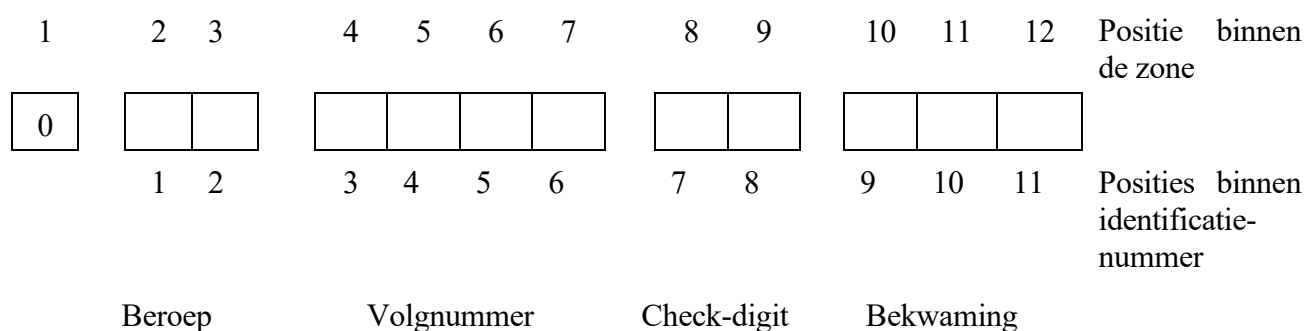 1 2 3 4 5 6 7 8 9 10 11 12 Positie binnen
de zone
0
1 2 3 4 5 6 7 8 9 10 11 Posities binnen
identificatie-
nummer
Beroep Volgnummer Check-digit Bekwaming